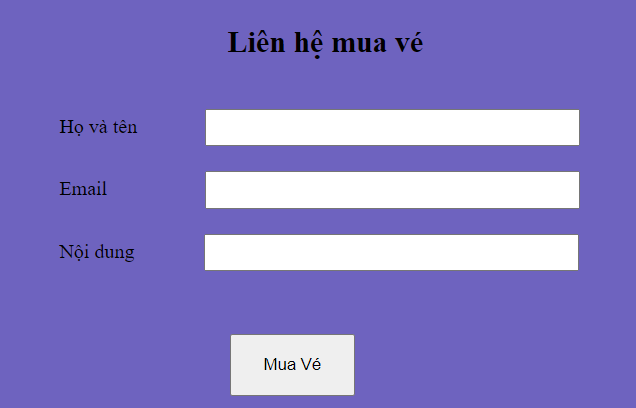 Liên hệ mua vé
Họ và tên
Email
Nội dung
Mua Vé